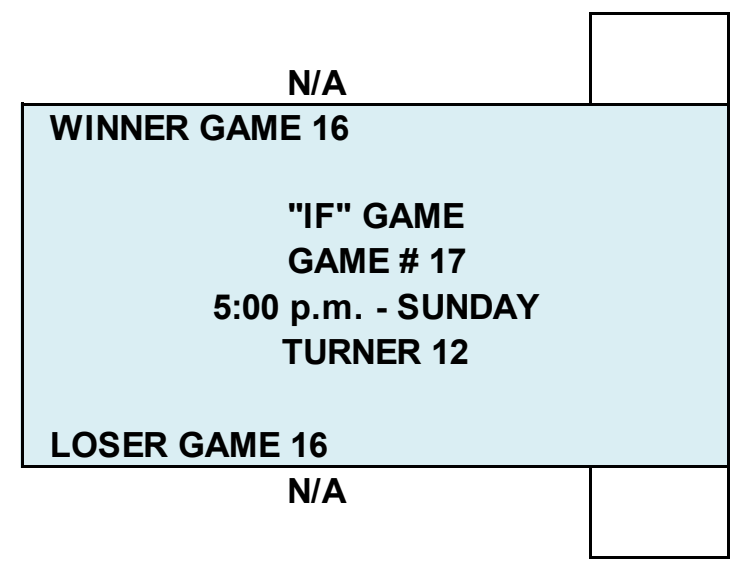 N/A
WINNER GAME 16
"IF" GAME
GAME # 17
5:00 p.m. - SUNDAY
TURNER 12
LOSER GAME 16
N/A